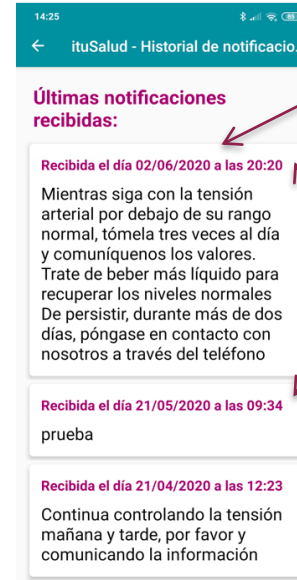 14:25
ituSalud - Historial de notificacio.
Últimas notificaciones
recibidas:
Recibida el día 02/06/2020 a las 20:20
Mientras siga con la tensión
arterial por debajo de su rango
normal, tómela tres veces al día
y comuníquenos los valores.
Trate de beber más líquido para
recuperar los niveles normales
De persistir, durante más de dos
días, póngase en contacto con
nosotros a través del teléfono
Recibida el día 21/05/2020 a las 09:34
prueba
Recibida el día 21/04/2020 a las 12:23
Continua controlando la tensión
mañana y tarde, por favor y
comunicando la información